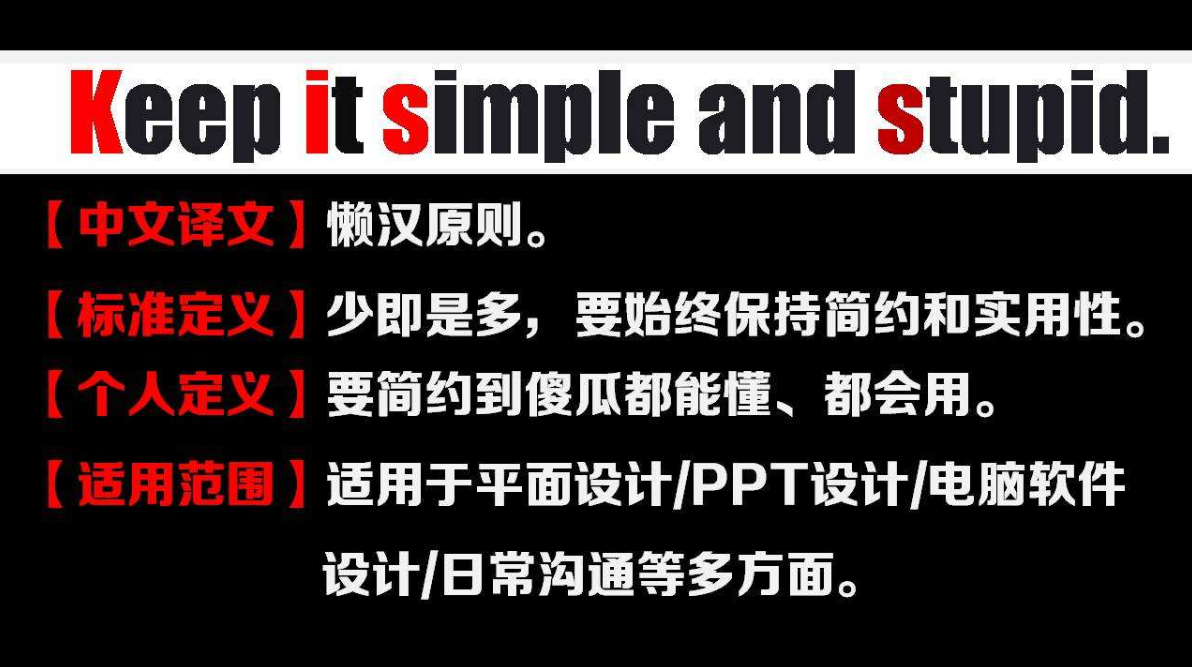 Keep it simple and stupid.
【中文译文】懒汉原则。
【标准定义】少即是多，要始终保持简约和实用性。
【个人定义】要简约到傻瓜都能懂、都会用。
【适用范围】适用于平面设计/PPT设计/电脑软件
设计/日常沟通等多方面。